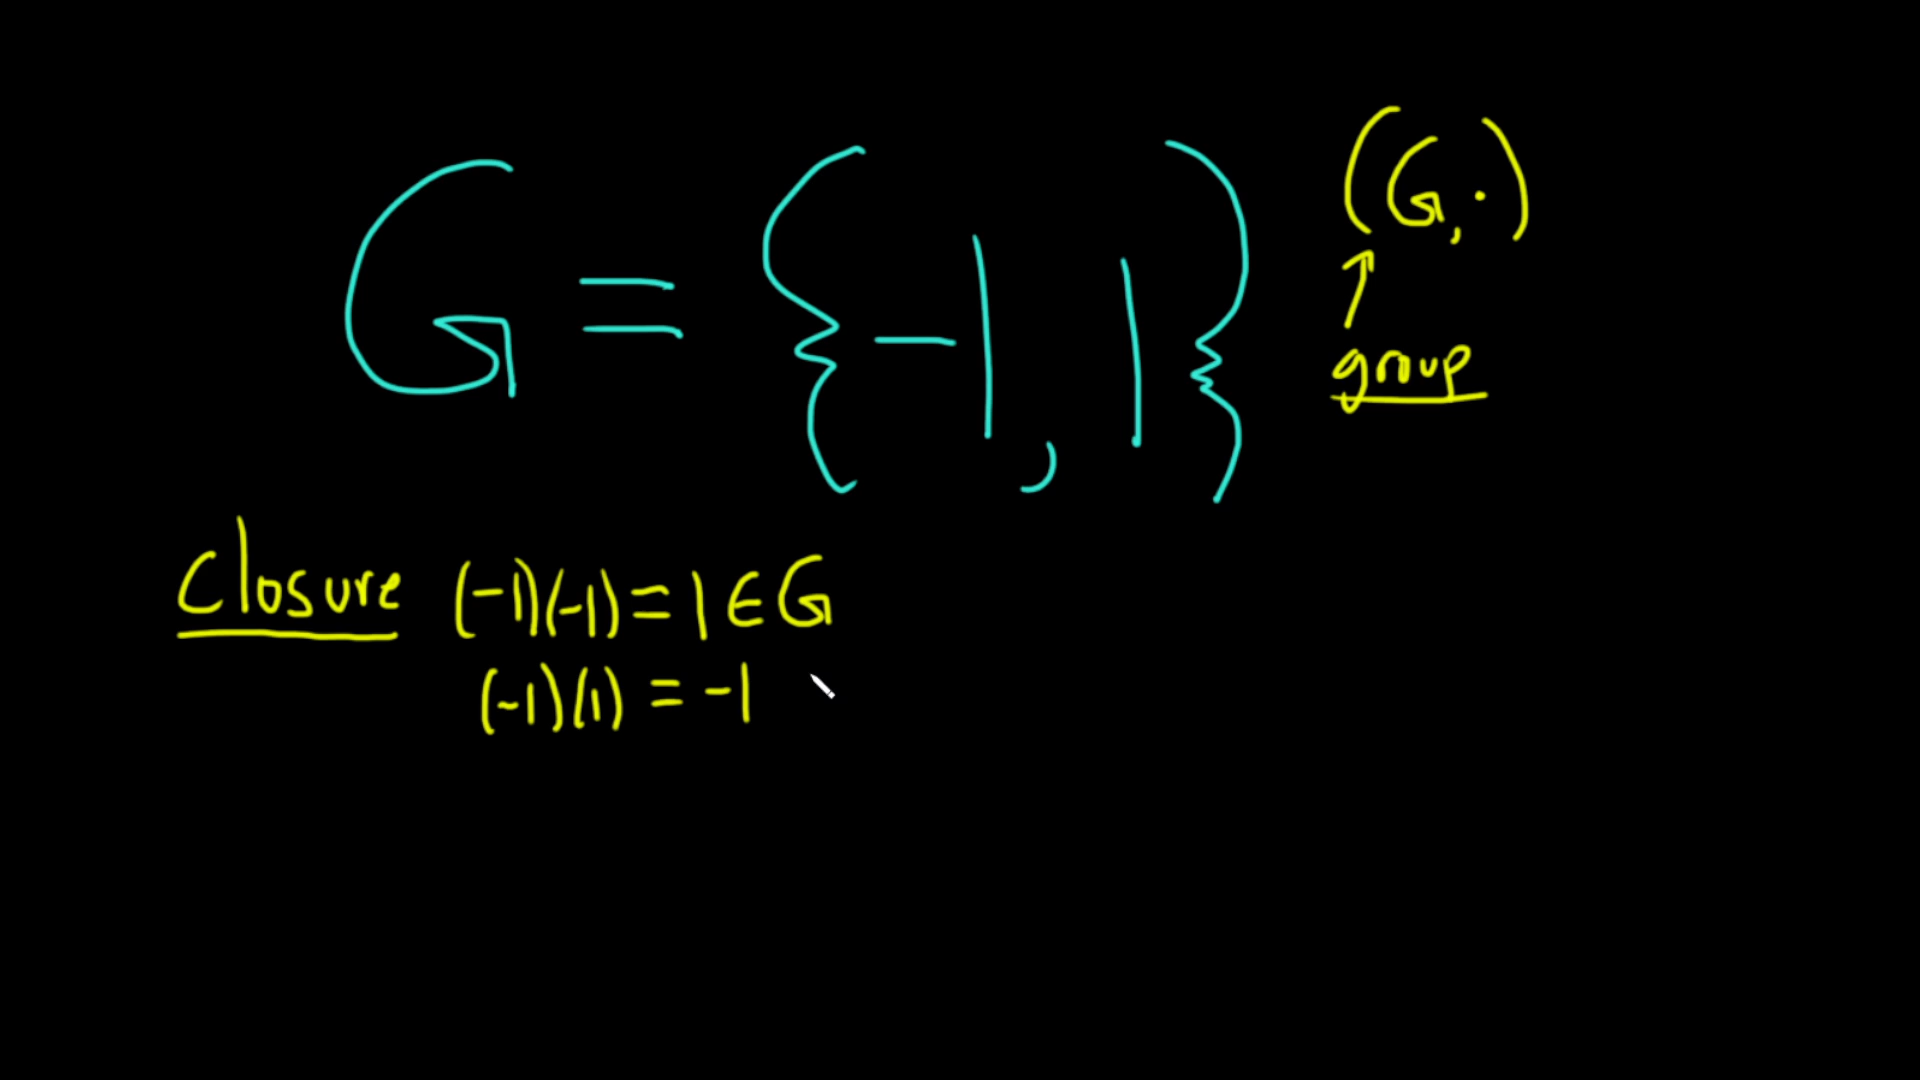 G = {-1, 1}
(G, ·)
group
Closure (-1)(-1) = 1 ∈ G
(-1)(1) = -1